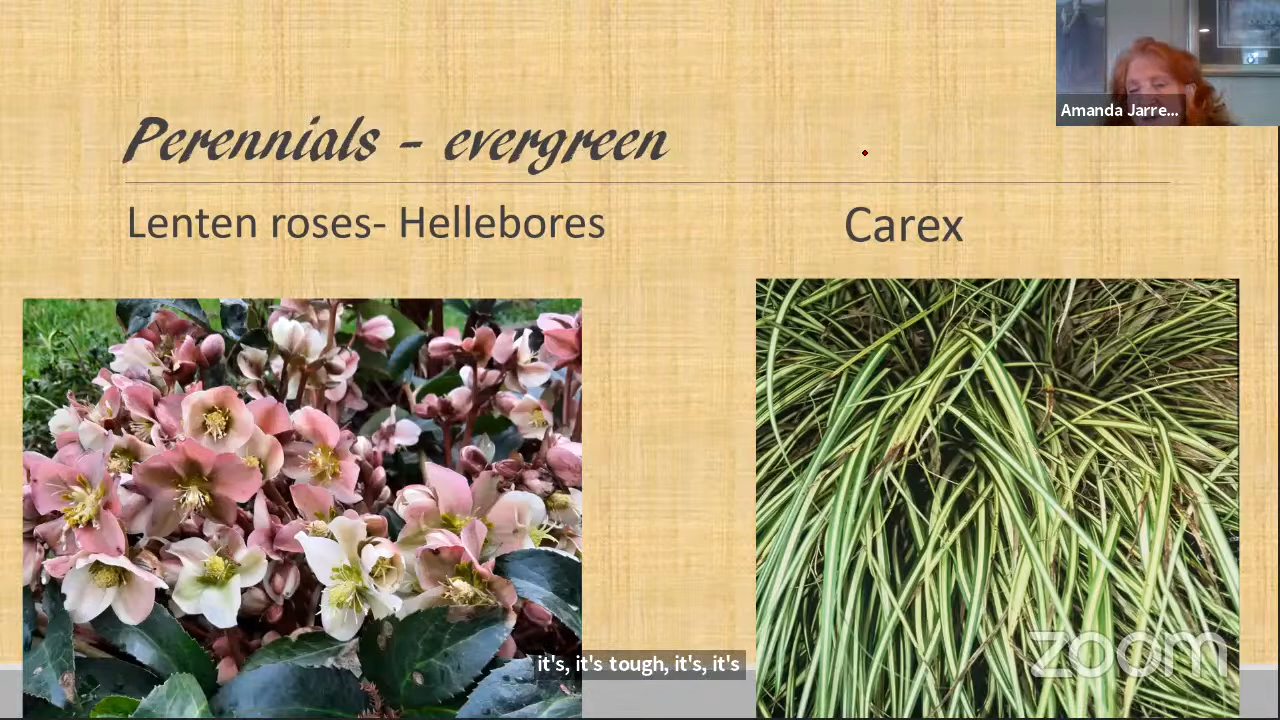 Amanda Jarre...
Perennials - evergreen
Lenten roses- Hellebores
Carex
it's, it's tough, it's, it's
zoom